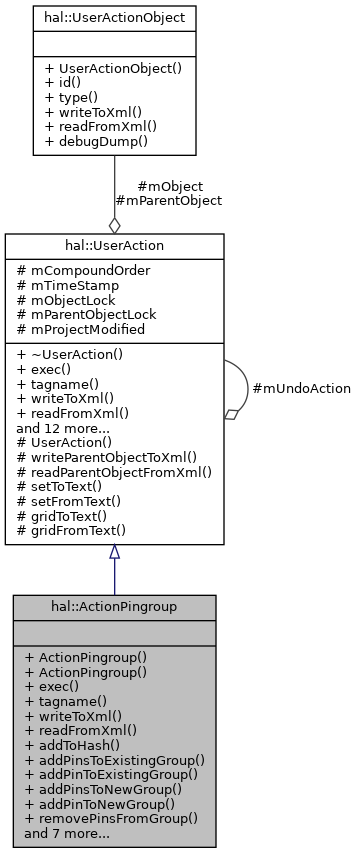 hal::UserActionObject
+ UserActionObject()
+ id()
+ type()
+ writeToXml()
+ readFromXml()
+ debugDump()
#mObject
#mParentObject
hal::UserAction
# mCompoundOrder
# mTimeStamp
# mObjectLock
# mParentObjectLock
# mProjectModified
+ ~UserAction()
+ exec()
+ tagname()
+ writeToXml()
+ readFromXml()
and 12 more...
# UserAction()
# writeParentObjectToXml()
# readParentObjectFromXml()
# setToText()
# setFromText()
# gridToText()
# gridFromText()
#mUndoAction
hal::ActionPingroup
+ ActionPingroup()
+ ActionPingroup()
+ exec()
+ tagname()
+ writeToXml()
+ readFromXml()
+ addToHash()
+ addPinsToExistingGroup()
+ addPinToExistingGroup()
+ addPinsToNewGroup()
+ addPinToNewGroup()
+ removePinsFromGroup()
and 7 more...